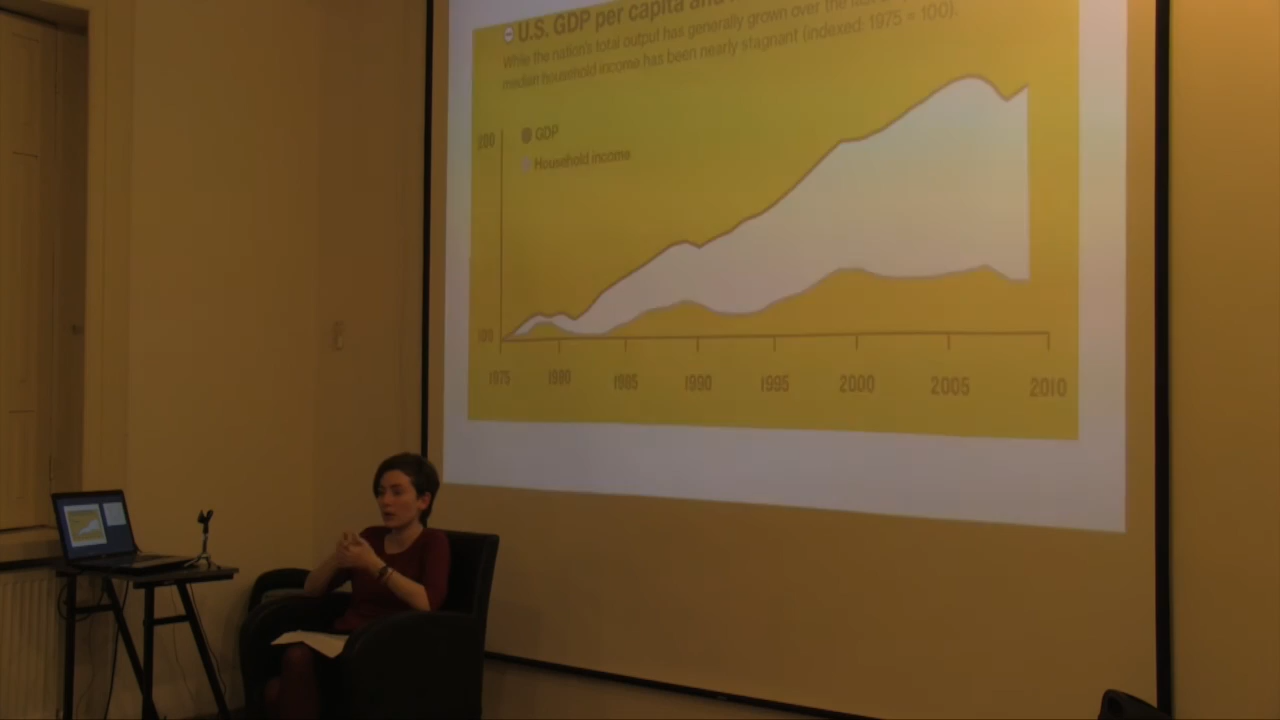 U.S. GDP per capita and
While the nation's total output has generally grown over the
median household income has been nearly stagnant (indexed: 1975 = 100).
200
GDP
Household income
100
1975 1980 1985 1990 1995 2000 2005 2010